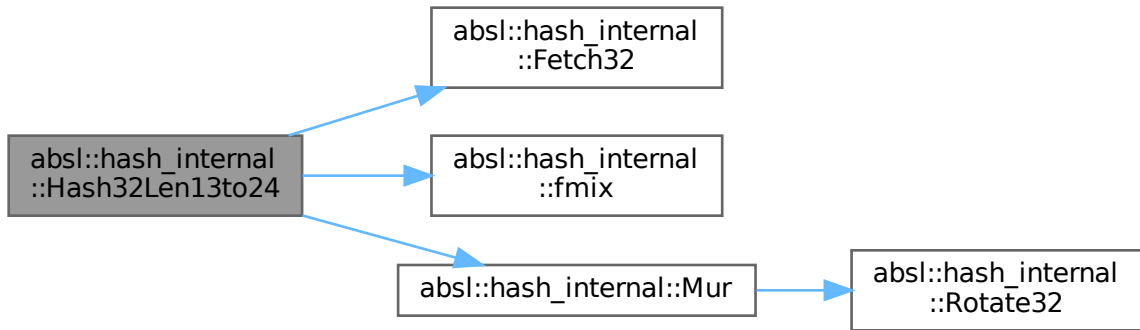 absl::hash_internal
::Hash32Len13to24
absl::hash_internal
::Fetch32
absl::hash_internal
::fmix
absl::hash_internal::Mur
absl::hash_internal
::Rotate32